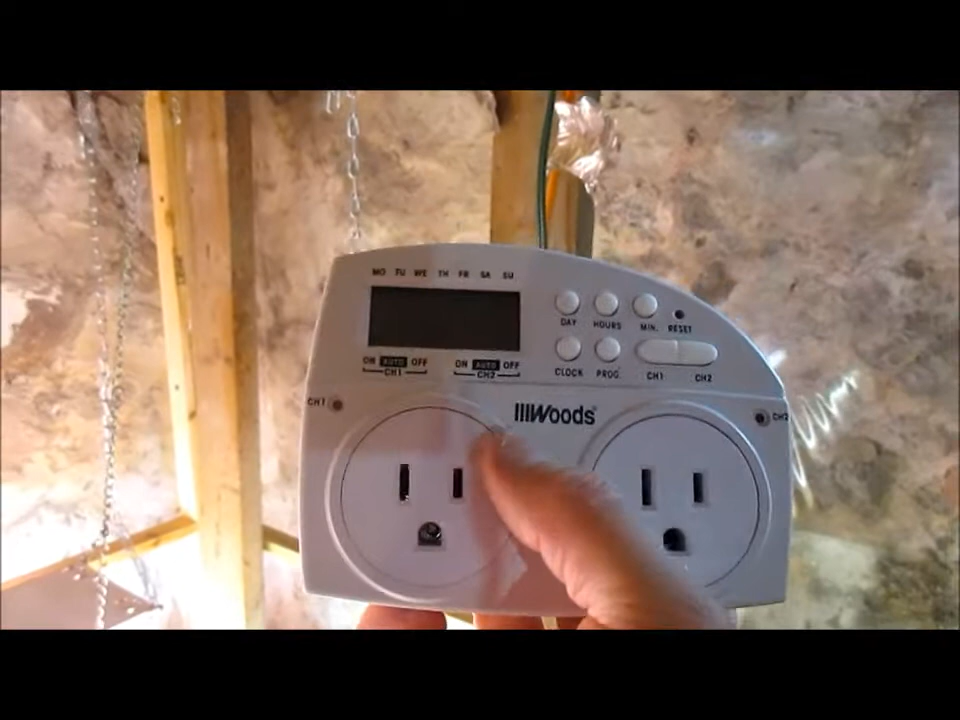 MO TU WE TH FR SA SU
DAY HOURS MIN. RESET
ON AUTO OFF
CH1
ON AUTO OFF
CH2
CLOCK PROG. CH1 CH2
CH1
Woods®
CH2